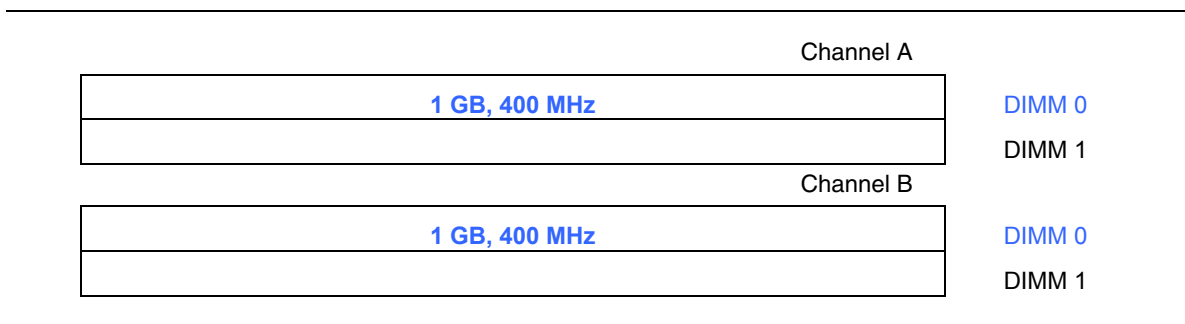 Channel A
1 GB, 400 MHz DIMM 0
DIMM 1
Channel B
1 GB, 400 MHz DIMM 0
DIMM 1